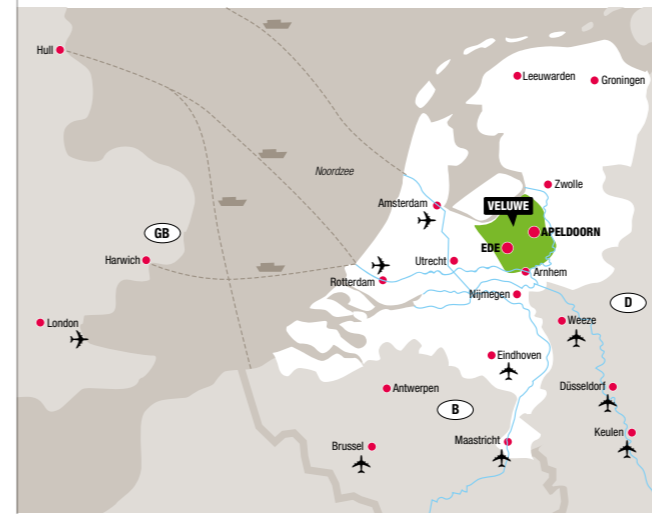 Hull
Leeuwarden
Groningen
Noordzee
Zwolle
Amsterdam
VELUWE
GB
APELDOORN
EDE
Harwich
Utrecht
Arnhem
Rotterdam
Nijmegen
D
London
Weeze
Eindhoven
Antwerpen
Düsseldorf
B
Keulen
Brussel
Maastricht